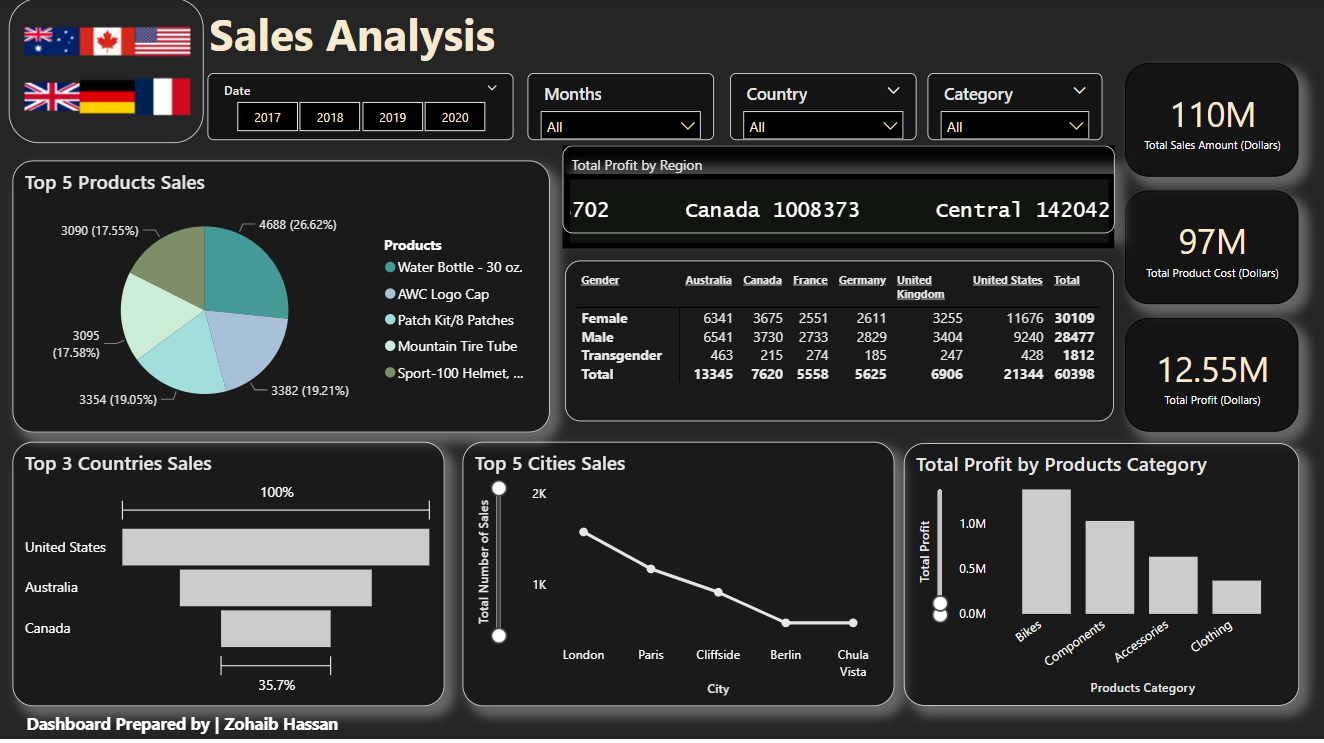 Sales Analysis
Date
2017 2018 2019 2020
Months
All
Country
All
Category
All
110M
Total Sales Amount (Dollars)
97M
Total Product Cost (Dollars)
12.55M
Total Profit (Dollars)
Top 5 Products Sales
3090 (17.55%)
4688 (26.62%)
3095
(17.58%)
3354 (19.05%)
3382 (19.21%)
Products
Water Bottle - 30 oz.
AWC Logo Cap
Patch Kit/8 Patches
Mountain Tire Tube
Sport-100 Helmet, ...
Total Profit by Region
702 Canada 1008373 Central 142042
Gender Australia Canada France Germany United Kingdom United States Total
Female 6341 3675 2551 2611 3255 11676 30109
Male 6541 3730 2733 2829 3404 9240 28477
Transgender 463 215 274 185 247 428 1812
Total 13345 7620 5558 5625 6906 21344 60398
Top 3 Countries Sales
100%
United States
Australia
Canada
35.7%
Top 5 Cities Sales
Total Number of Sales
2K
1K
London Paris Cliffside Berlin Chula Vista
City
Total Profit by Products Category
Total Profit
1.0M
0.5M
0.0M
Bikes Components Accessories Clothing
Products Category
Dashboard Prepared by | Zohaib Hassan